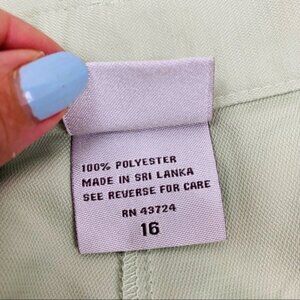 100% POLYESTER
MADE IN SRI LANKA
SEE REVERSE FOR CARE
RN 43724
16